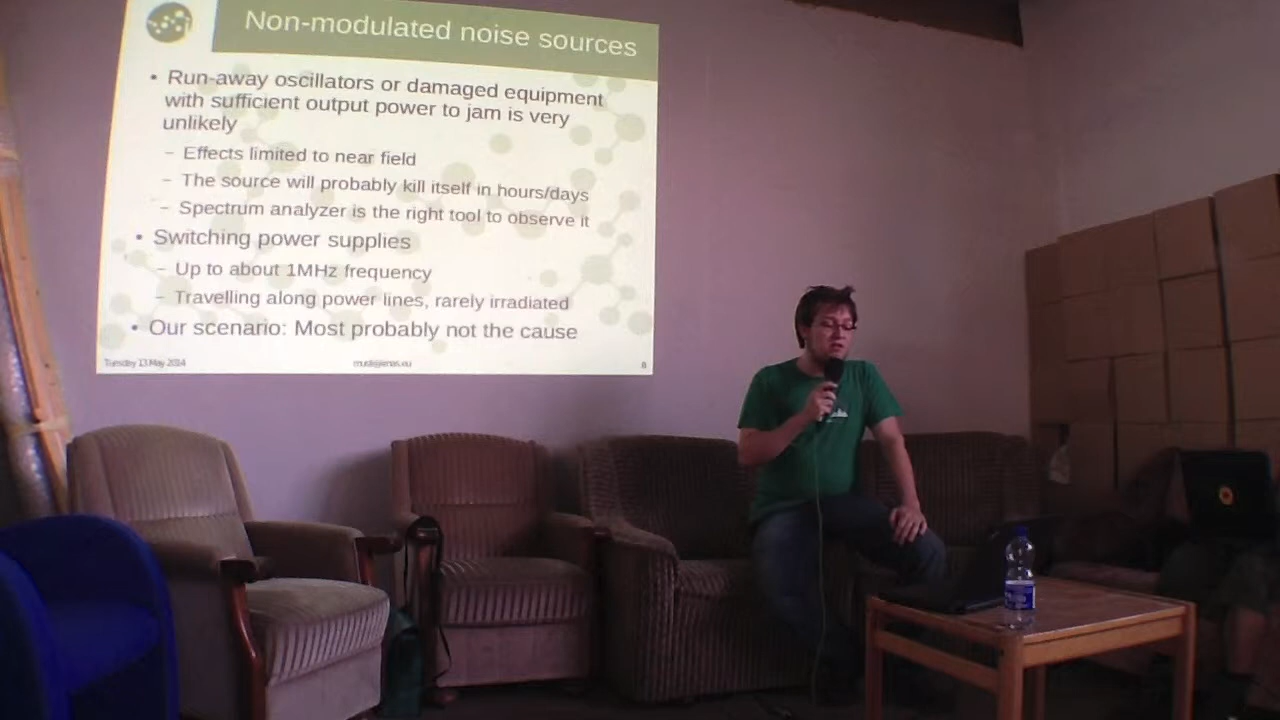 Non-modulated noise sources
• Run-away oscillators or damaged equipment
with sufficient output power to jam is very
unlikely
– Effects limited to near field
– The source will probably kill itself in hours/days
– Spectrum analyzer is the right tool to observe it
• Switching power supplies
– Up to about 1MHz frequency
– Travelling along power lines, rarely irradiated
• Our scenario: Most probably not the cause
Tuesday 13 May 2014